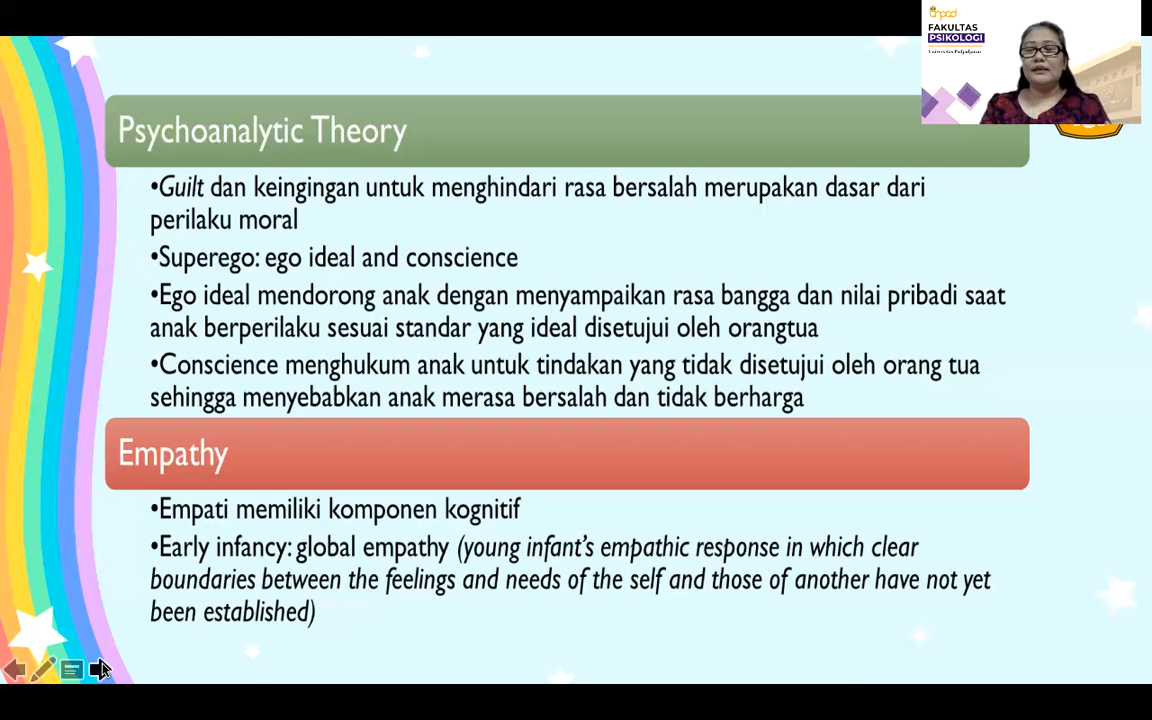 unpad
FAKULTAS
PSIKOLOGI
Universitas Padjadjaran
Psychoanalytic Theory
•Guilt dan keingingan untuk menghindari rasa bersalah merupakan dasar dari
perilaku moral
•Superego: ego ideal and conscience
•Ego ideal mendorong anak dengan menyampaikan rasa bangga dan nilai pribadi saat
anak berperilaku sesuai standar yang ideal disetujui oleh orangtua
•Conscience menghukum anak untuk tindakan yang tidak disetujui oleh orang tua
sehingga menyebabkan anak merasa bersalah dan tidak berharga
Empathy
•Empati memiliki komponen kognitif
•Early infancy: global empathy (young infant's empathic response in which clear
boundaries between the feelings and needs of the self and those of another have not yet
been established)